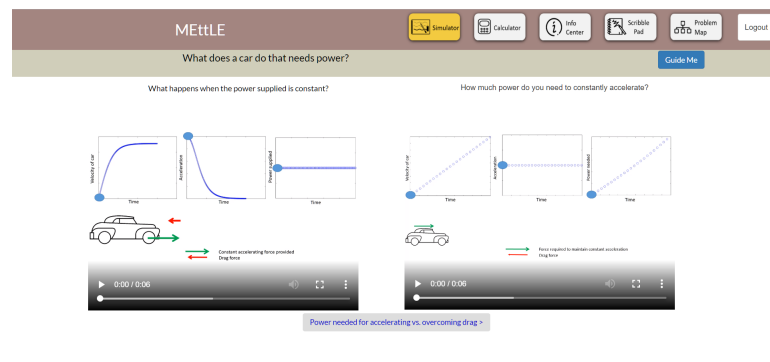 MEttLE
Simulator
Calculator
Info Center
Scribble Pad
Problem Map
Logout
What does a car do that needs power?
Guide Me
What happens when the power supplied is constant?
How much power do you need to constantly accelerate?
Velocity of car
Time
Acceleration
Time
Power supplied
Time
Velocity of car
Time
Acceleration
Time
Power needed
Time
Constant accelerating force provided
Drag force
Force required to maintain constant acceleration
Drag force
0:00 / 0:06
0:00 / 0:06
Power needed for accelerating vs. overcoming drag >